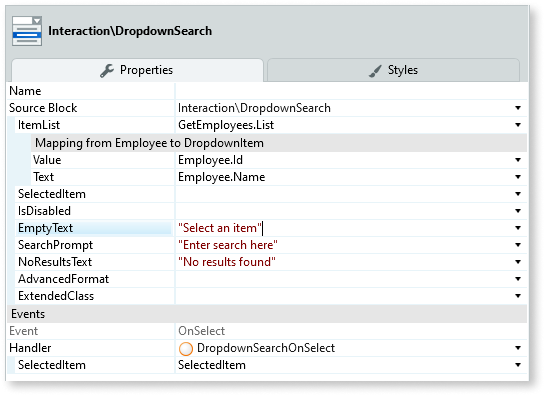 Interaction\DropdownSearch
Properties Styles
Name
Source Block Interaction\DropdownSearch
ItemList GetEmployees.List
Mapping from Employee to DropdownItem
Value Employee.Id
Text Employee.Name
SelectedItem
IsDisabled
EmptyText "Select an item"
SearchPrompt "Enter search here"
NoResultsText "No results found"
AdvancedFormat
ExtendedClass
Events
Event OnSelect
Handler DropdownSearchOnSelect
SelectedItem SelectedItem